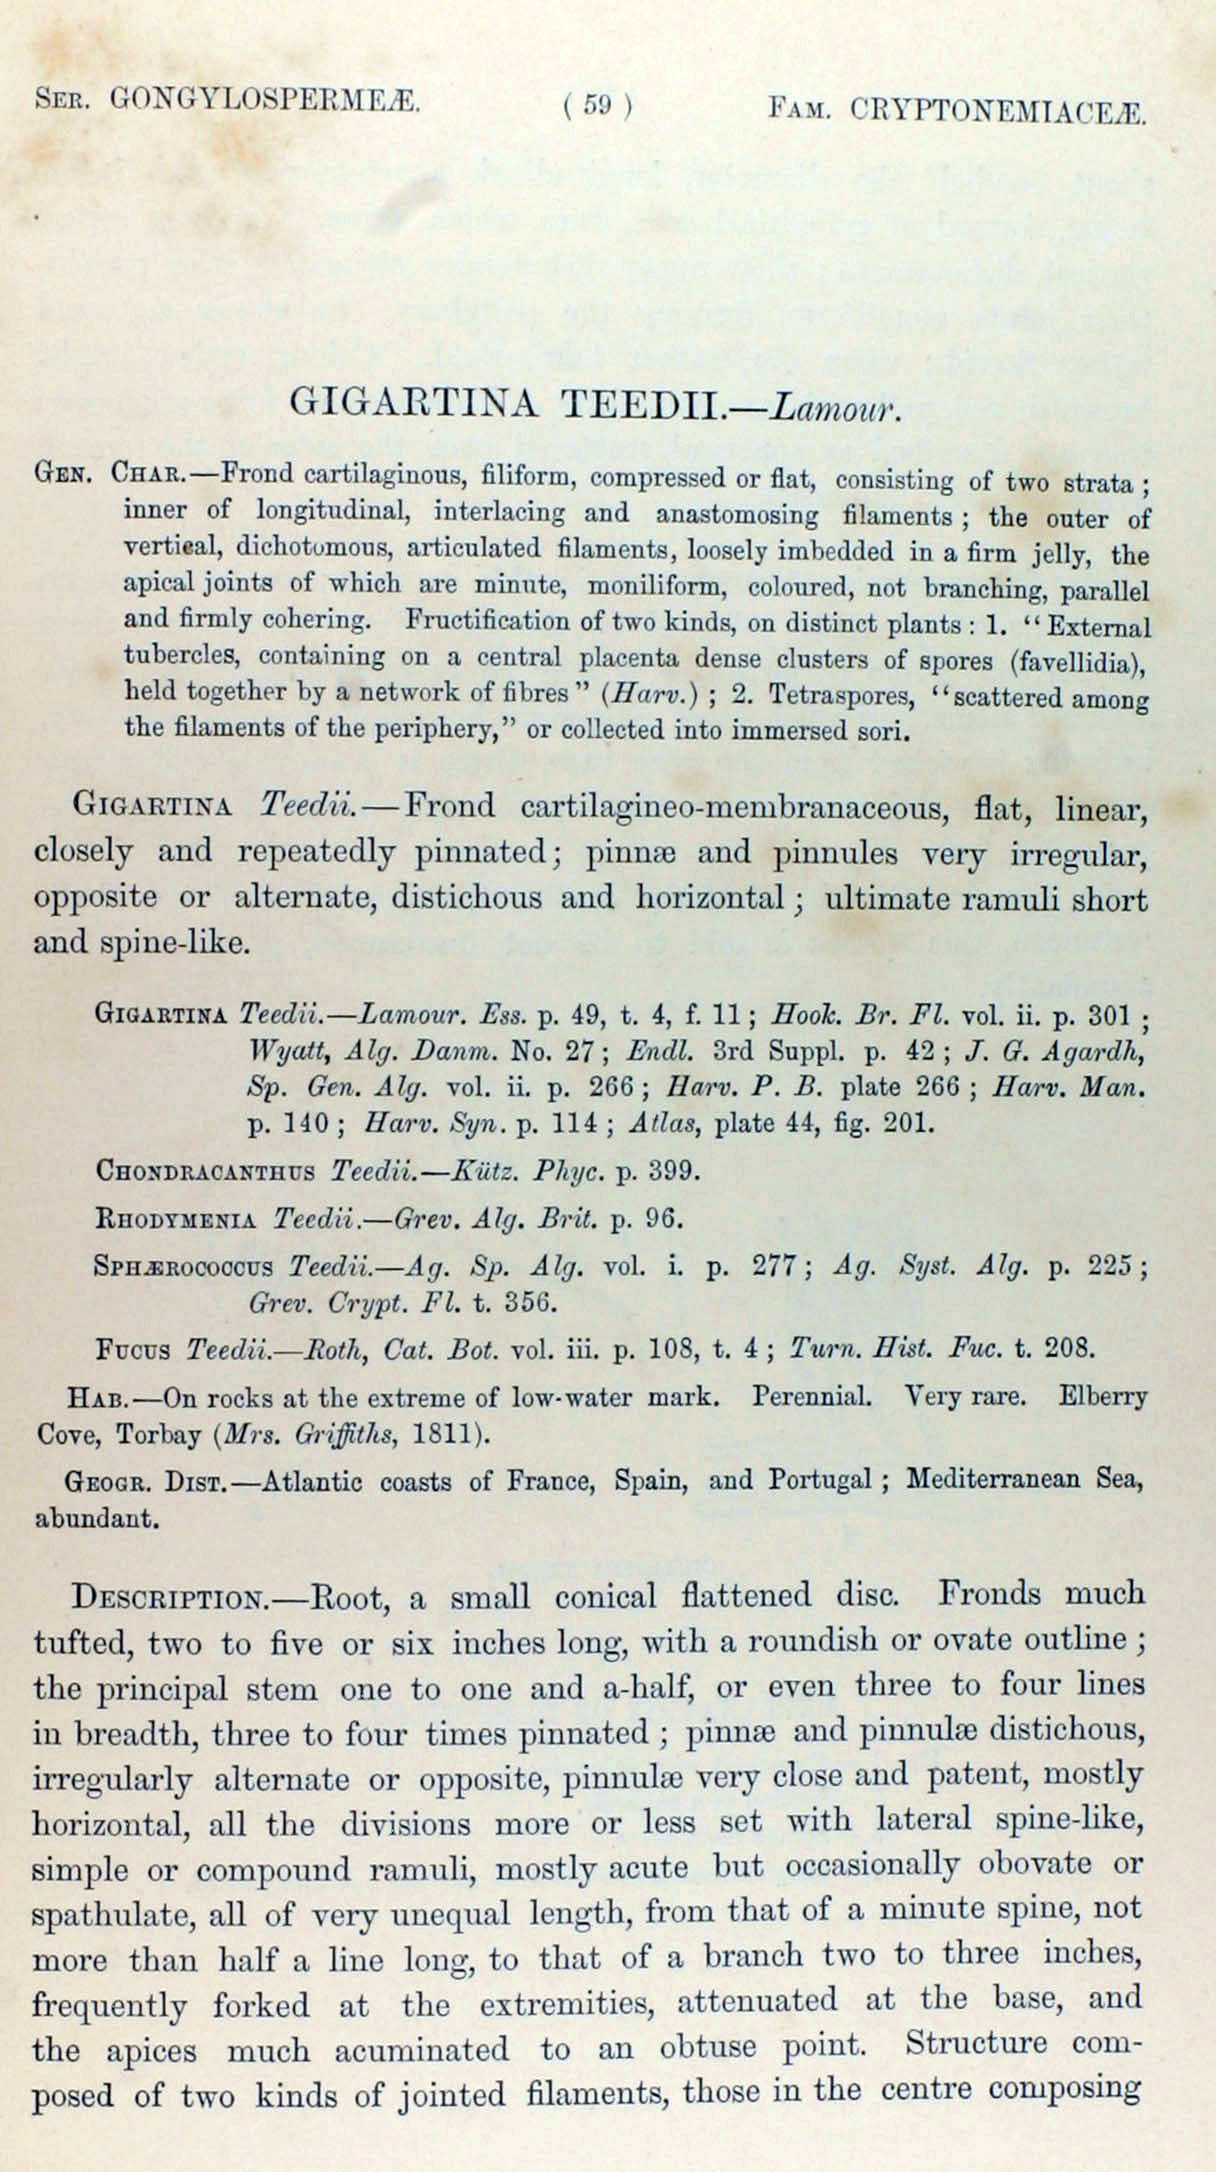 Ser. GONGYLOSPERMEÆ. ( 59 ) Fam. CRYPTONEMIACEÆ.
GIGARTINA TEEDII.—Lamour.
Gen. Char.—Frond cartilaginous, filiform, compressed or flat, consisting of two strata ;
inner of longitudinal, interlacing and anastomosing filaments ; the outer of
vertical, dichotomous, articulated filaments, loosely imbedded in a firm jelly, the
apical joints of which are minute, moniliform, coloured, not branching, parallel
and firmly cohering. Fructification of two kinds, on distinct plants : 1. “External
tubercles, containing on a central placenta dense clusters of spores (favellidia),
held together by a network of fibres” (Harv.) ; 2. Tetraspores, “scattered among
the filaments of the periphery,” or collected into immersed sori.
Gigartina Teedii.—Frond cartilagineo-membranaceous, flat, linear,
closely and repeatedly pinnated; pinnæ and pinnules very irregular,
opposite or alternate, distichous and horizontal ; ultimate ramuli short
and spine-like.
Gigartina Teedii.—Lamour. Ess. p. 49, t. 4, f. 11 ; Hook. Br. Fl. vol. ii. p. 301 ;
Wyatt, Alg. Danm. No. 27 ; Endl. 3rd Suppl. p. 42 ; J. G. Agardh,
Sp. Gen. Alg. vol. ii. p. 266 ; Harv. P. B. plate 266 ; Harv. Man.
p. 140 ; Harv. Syn. p. 114 ; Atlas, plate 44, fig. 201.
Chondracanthus Teedii.—Kütz. Phyc. p. 399.
Rhodymenia Teedii.—Grev. Alg. Brit. p. 96.
Sphærococcus Teedii.—Ag. Sp. Alg. vol. i. p. 277 ; Ag. Syst. Alg. p. 225 ;
Grev. Crypt. Fl. t. 356.
Fucus Teedii.—Roth, Cat. Bot. vol. iii. p. 108, t. 4 ; Turn. Hist. Fuc. t. 208.
Hab.—On rocks at the extreme of low-water mark. Perennial. Very rare. Elberry
Cove, Torbay (Mrs. Griffiths, 1811).
Geogr. Dist.—Atlantic coasts of France, Spain, and Portugal ; Mediterranean Sea,
abundant.
Description.—Root, a small conical flattened disc. Fronds much
tufted, two to five or six inches long, with a roundish or ovate outline ;
the principal stem one to one and a-half, or even three to four lines
in breadth, three to four times pinnated ; pinnæ and pinnulæ distichous,
irregularly alternate or opposite, pinnulæ very close and patent, mostly
horizontal, all the divisions more or less set with lateral spine-like,
simple or compound ramuli, mostly acute but occasionally obovate or
spathulate, all of very unequal length, from that of a minute spine, not
more than half a line long, to that of a branch two to three inches,
frequently forked at the extremities, attenuated at the base, and
the apices much acuminated to an obtuse point. Structure com-
posed of two kinds of jointed filaments, those in the centre composing